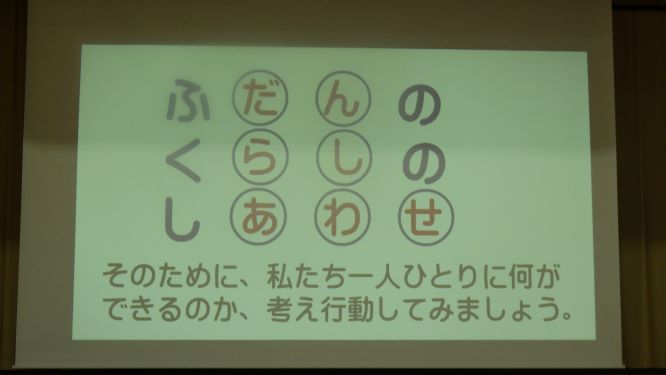 ふだんの
くらしの
しあわせ
そのために、私たち一人ひとりに何が
できるのか、考え行動してみましょう。